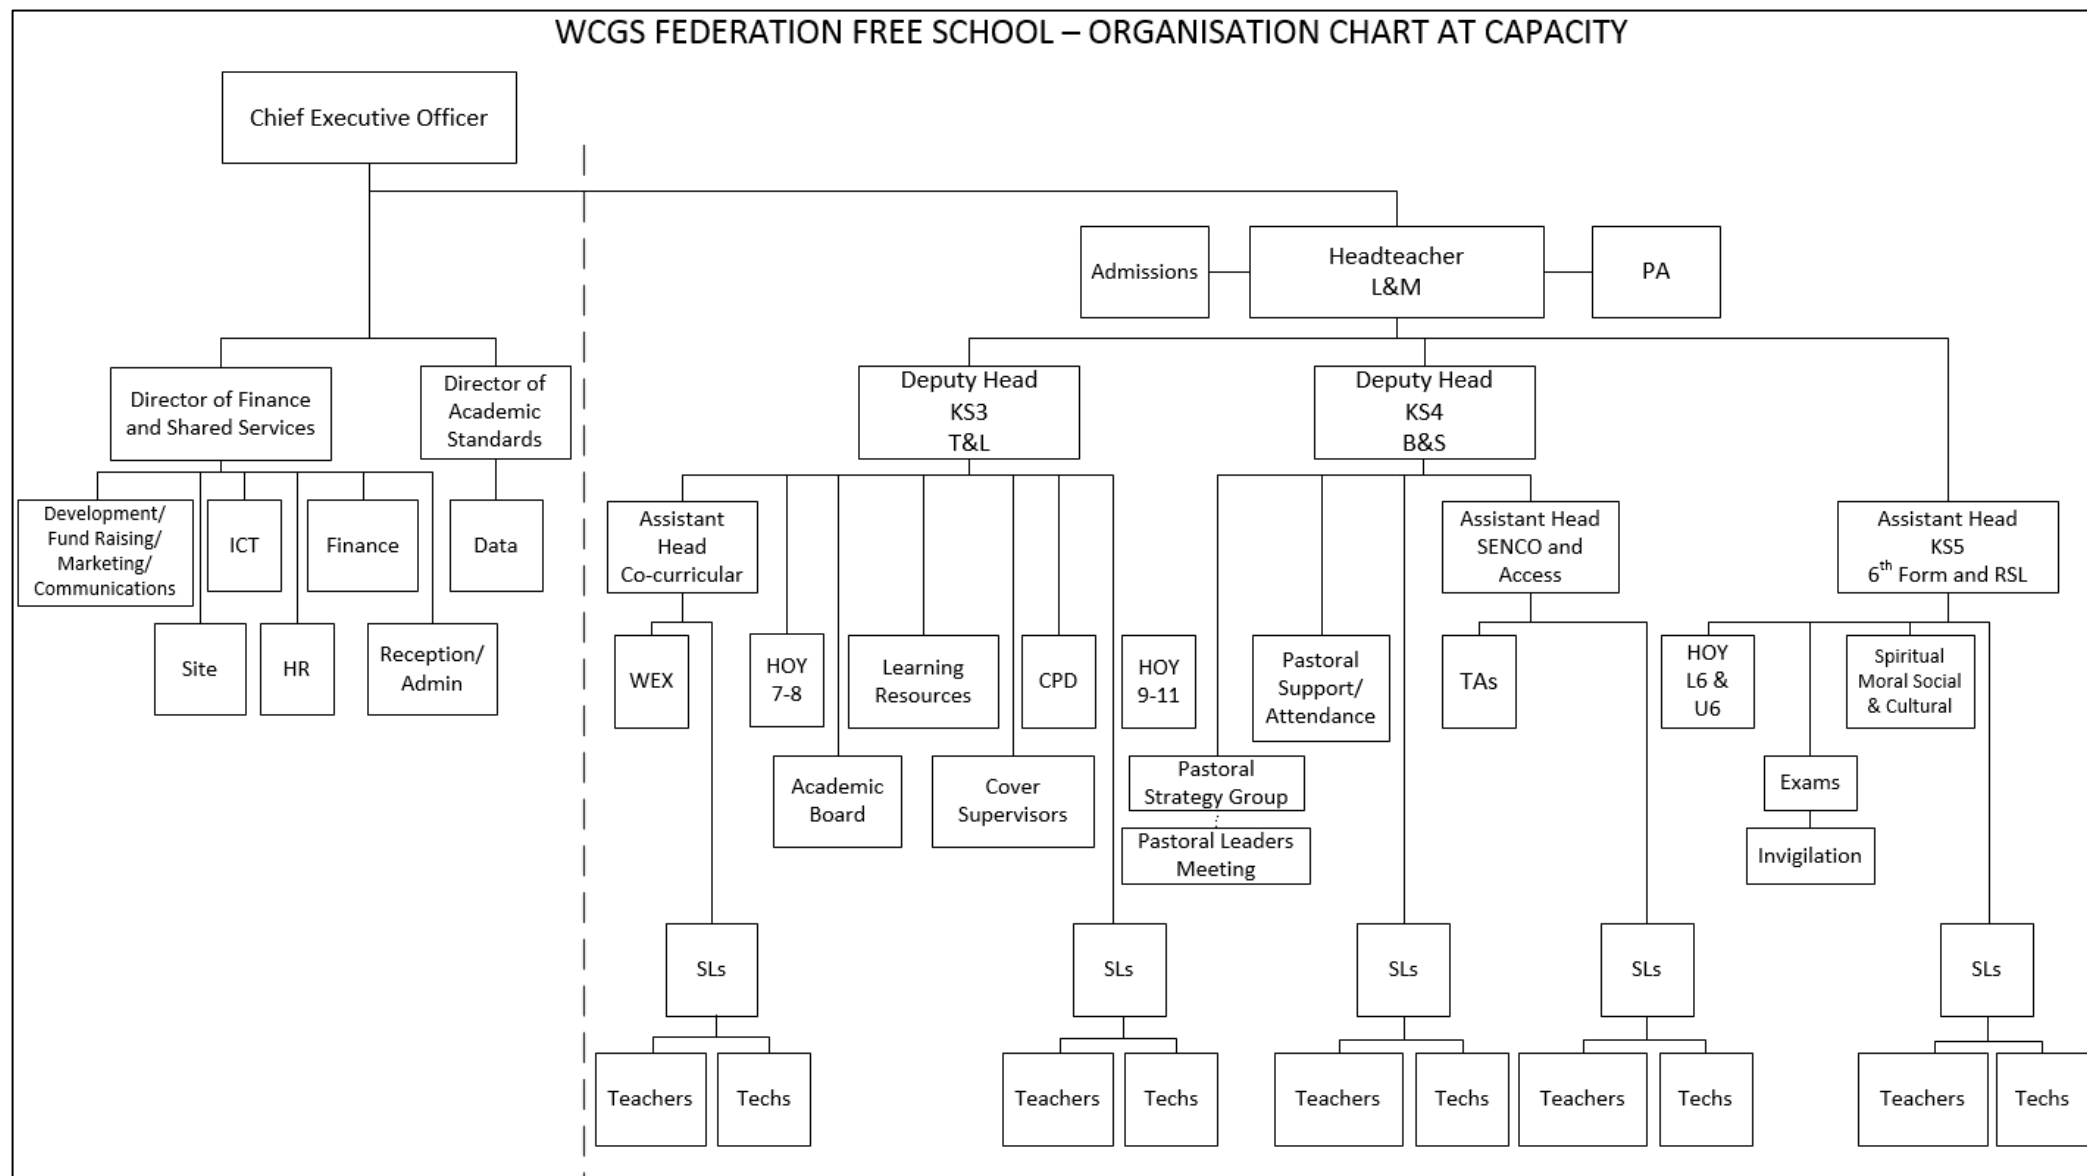 WCGS FEDERATION FREE SCHOOL – ORGANISATION CHART AT CAPACITY
Chief Executive Officer
Admissions
Headteacher
L&M
PA
Director of Finance
and Shared Services
Director of
Academic
Standards
Deputy Head
KS3
T&L
Deputy Head
KS4
B&S
Development/
Fund Raising/
Marketing/
Communications
ICT
Finance
Data
Assistant
Head
Co-curricular
Assistant Head
SENCO and
Access
Assistant Head
KS5
6th Form and RSL
Site
HR
Reception/
Admin
WEX
HOY
7-8
Learning
Resources
CPD
HOY
9-11
Pastoral
Support/
Attendance
TAs
HOY
L6 &
U6
Spiritual
Moral Social
& Cultural
Academic
Board
Cover
Supervisors
Pastoral
Strategy Group
Exams
Pastoral Leaders
Meeting
Invigilation
SLs
SLs
SLs
SLs
SLs
Teachers
Techs
Teachers
Techs
Teachers
Techs
Teachers
Techs
Teachers
Techs